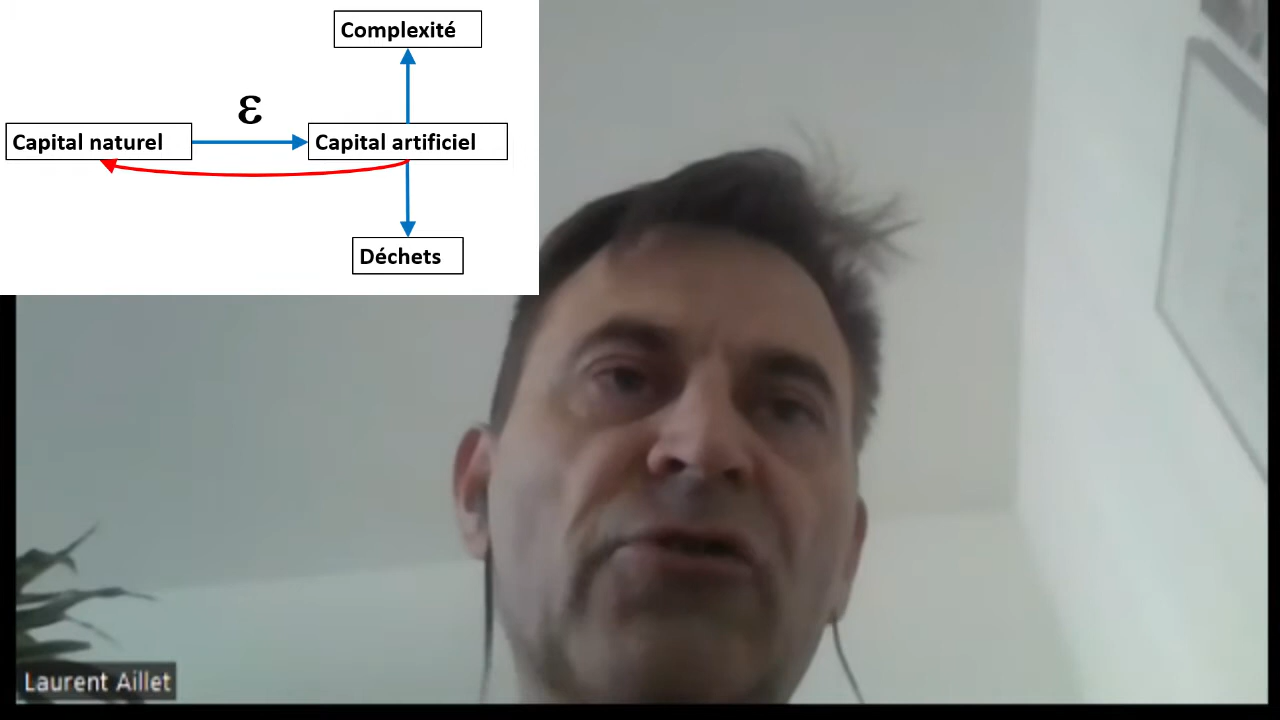 Complexité
ε
Capital naturel
Capital artificiel
Déchets
Laurent Aillet